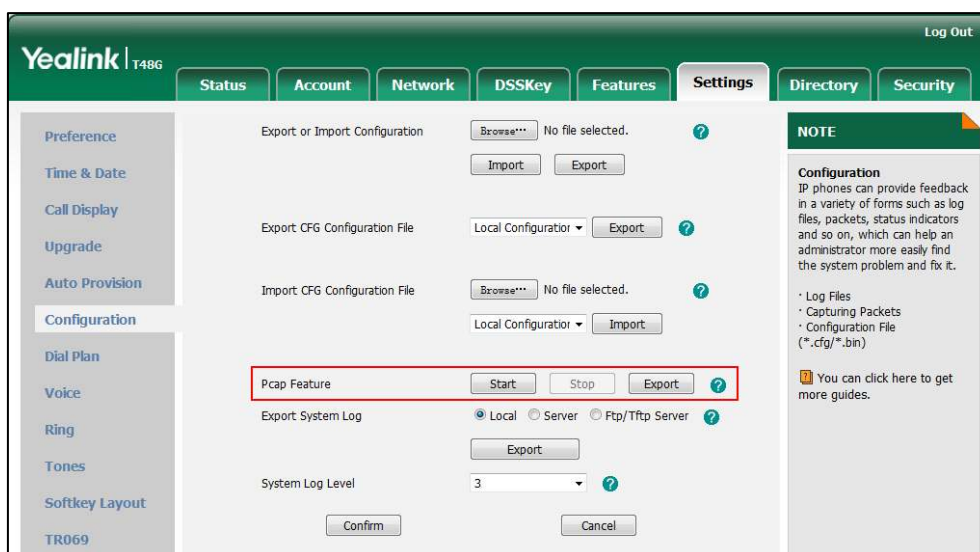 Log Out
Yealink | T48G
Status Account Network DSSKey Features Settings Directory Security
Preference
Time & Date
Call Display
Upgrade
Auto Provision
Configuration
Dial Plan
Voice
Ring
Tones
Softkey Layout
TR069
Export or Import Configuration Browse··· No file selected. ?
Import Export
Export CFG Configuration File Local Configuration Export ?
Import CFG Configuration File Browse··· No file selected. ?
Local Configuration Import
Pcap Feature Start Stop Export ?
Export System Log Local Server Ftp/Tftp Server ?
Export
System Log Level 3 ?
Confirm Cancel
NOTE
Configuration
IP phones can provide feedback
in a variety of forms such as log
files, packets, status indicators
and so on, which can help an
administrator more easily find
the system problem and fix it.
· Log Files
· Capturing Packets
· Configuration File
(*.cfg/*.bin)
? You can click here to get
more guides.